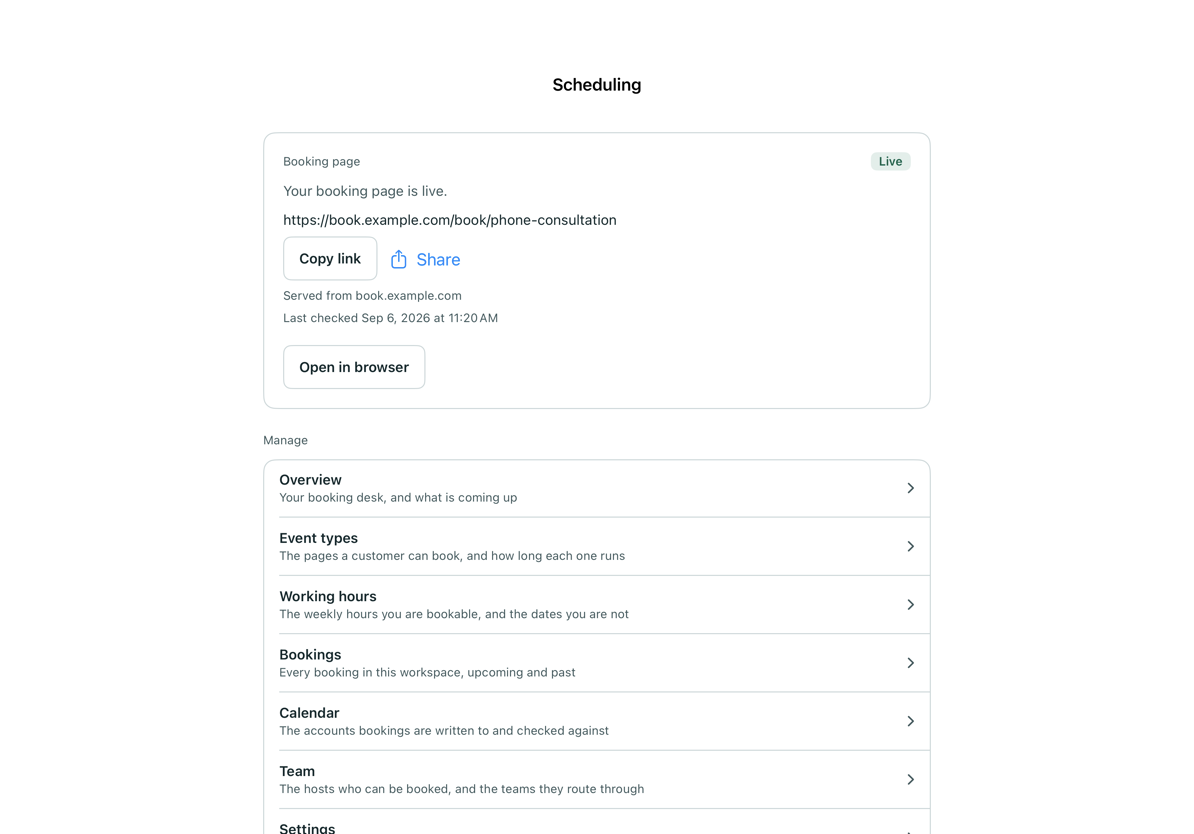 Scheduling
Booking page
Live
Your booking page is live.
https://book.example.com/book/phone-consultation
Copy link
Share
Served from book.example.com
Last checked Sep 6, 2026 at 11:20 AM
Open in browser
Manage
Overview
Your booking desk, and what is coming up
Event types
The pages a customer can book, and how long each one runs
Working hours
The weekly hours you are bookable, and the dates you are not
Bookings
Every booking in this workspace, upcoming and past
Calendar
The accounts bookings are written to and checked against
Team
The hosts who can be booked, and the teams they route through
Settings